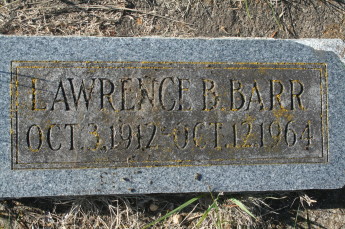 LAWRENCE B. BARR
OCT. 3, 1912 - OCT. 12, 1964